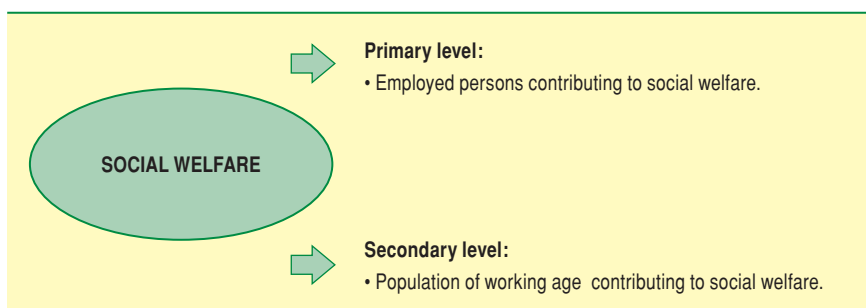 Primary level:
• Employed persons contributing to social welfare.
SOCIAL WELFARE
Secondary level:
• Population of working age contributing to social welfare.